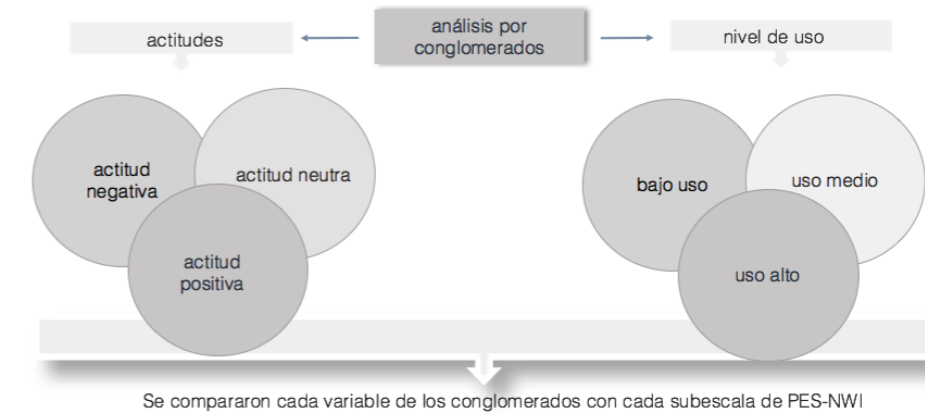 análisis por
conglomerados
actitudes
nivel de uso
actitud
negativa
actitud neutra
actitud
positiva
bajo uso
uso medio
uso alto
Se compararon cada variable de los conglomerados con cada subescala de PES-NWI